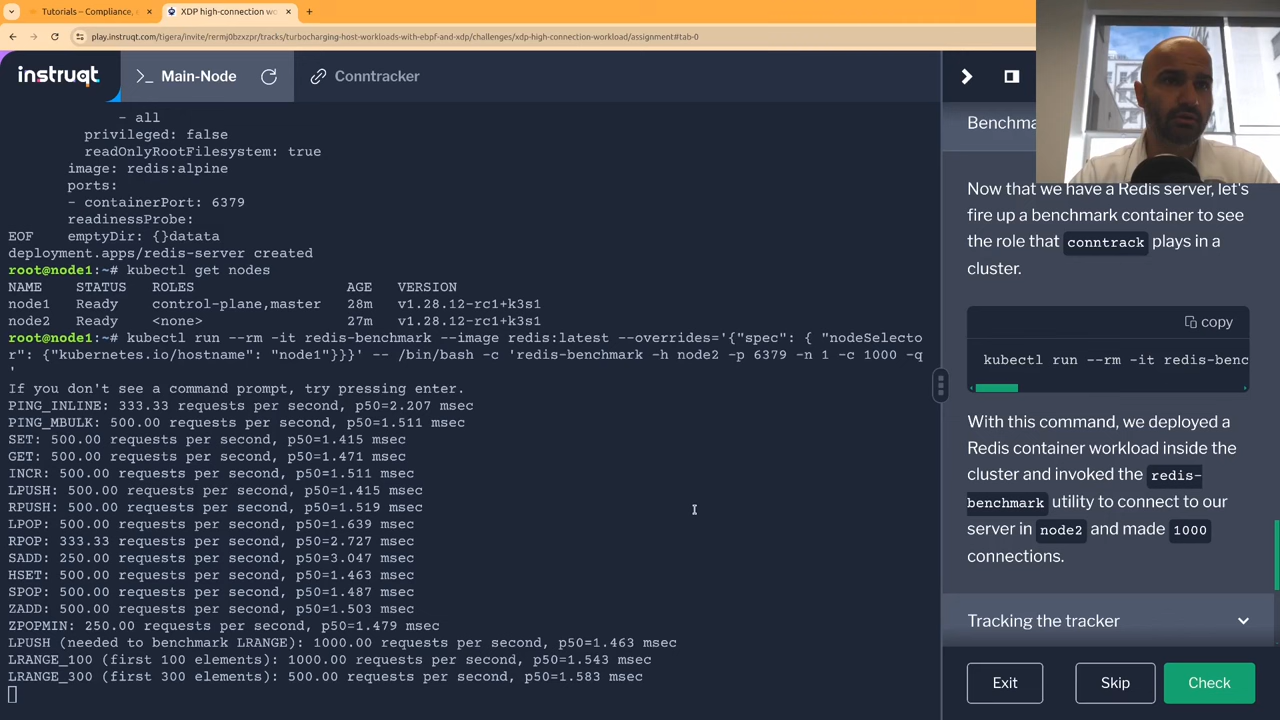 Tutorials – Compliance,
XDP high-connection wo
play.instruqt.com/tigera/invite/rermj0bzxzpr/tracks/turbocharging-host-workloads-with-ebpf-and-xdp/challenges/xdp-high-connection-workload/assignment#tab-0
instruqt
>_ Main-Node
Conntracker
- all
privileged: false
readOnlyRootFilesystem: true
image: redis:alpine
ports:
- containerPort: 6379
readinessProbe:
EOF emptyDir: {}datata
deployment.apps/redis-server created
root@node1:~# kubectl get nodes
NAME STATUS ROLES AGE VERSION
node1 Ready control-plane,master 28m v1.28.12-rc1+k3s1
node2 Ready <none> 27m v1.28.12-rc1+k3s1
root@node1:~# kubectl run --rm -it redis-benchmark --image redis:latest --overrides='{"spec": { "nodeSelecto
r": {"kubernetes.io/hostname": "node1"}}}' -- /bin/bash -c 'redis-benchmark -h node2 -p 6379 -n 1 -c 1000 -q
'
If you don't see a command prompt, try pressing enter.
PING_INLINE: 333.33 requests per second, p50=2.207 msec
PING_MBULK: 500.00 requests per second, p50=1.511 msec
SET: 500.00 requests per second, p50=1.415 msec
GET: 500.00 requests per second, p50=1.471 msec
INCR: 500.00 requests per second, p50=1.511 msec
LPUSH: 500.00 requests per second, p50=1.415 msec
RPUSH: 500.00 requests per second, p50=1.519 msec
LPOP: 500.00 requests per second, p50=1.639 msec
RPOP: 333.33 requests per second, p50=2.727 msec
SADD: 250.00 requests per second, p50=3.047 msec
HSET: 500.00 requests per second, p50=1.463 msec
SPOP: 500.00 requests per second, p50=1.487 msec
ZADD: 500.00 requests per second, p50=1.503 msec
ZPOPMIN: 250.00 requests per second, p50=1.479 msec
LPUSH (needed to benchmark LRANGE): 1000.00 requests per second, p50=1.463 msec
LRANGE_100 (first 100 elements): 1000.00 requests per second, p50=1.543 msec
LRANGE_300 (first 300 elements): 500.00 requests per second, p50=1.583 msec
Benchma
Now that we have a Redis server, let's
fire up a benchmark container to see
the role that conntrack plays in a
cluster.
copy
kubectl run --rm -it redis-benc
With this command, we deployed a
Redis container workload inside the
cluster and invoked the redis-
benchmark utility to connect to our
server in node2 and made 1000
connections.
Tracking the tracker
Exit
Skip
Check